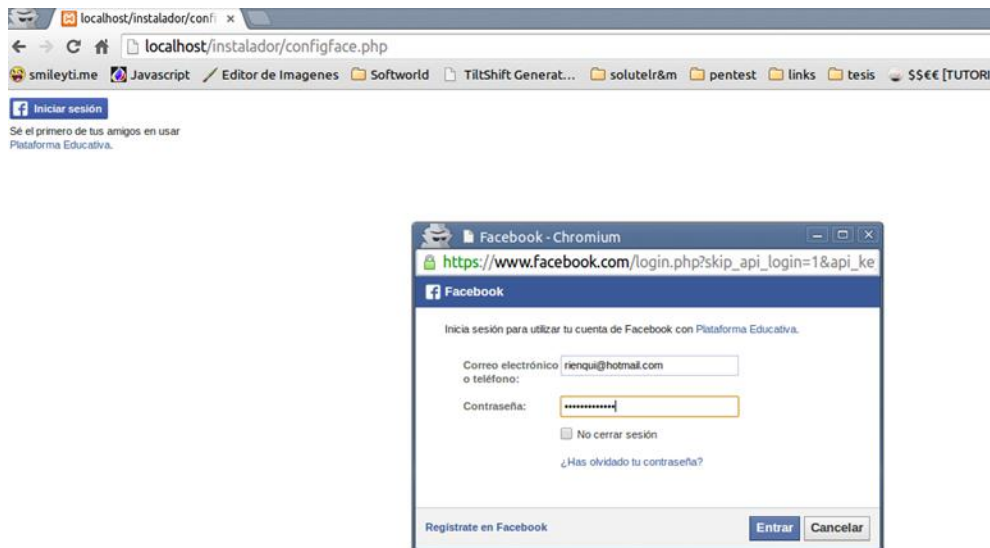 localhost/instalador/confi
localhost/instalador/configface.php
smileyti.me Javascript Editor de Imagenes Softworld TiltShift Generat... solutelr&m pentest links tesis $$€€ [TUTORI
Iniciar sesión
Sé el primero de tus amigos en usar
Plataforma Educativa.
Facebook - Chromium
https://www.facebook.com/login.php?skip_api_login=1&api_ke
Facebook
Inicia sesión para utilizar tu cuenta de Facebook con Plataforma Educativa.
Correo electrónico rienqui@hotmail.com
o teléfono:
Contraseña: •••••••••••••
No cerrar sesión
¿Has olvidado tu contraseña?
Regístrate en Facebook Entrar Cancelar